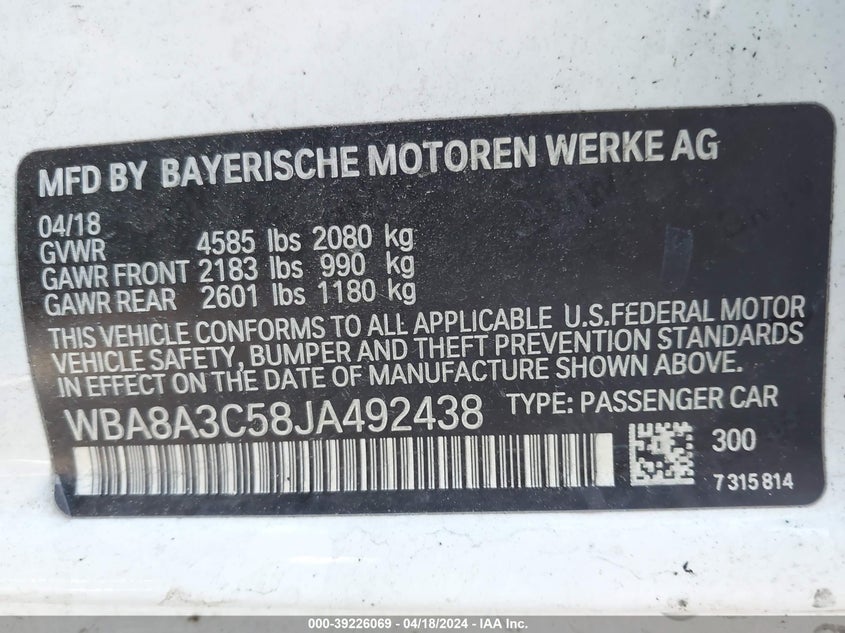 MFD BY BAYERISCHE MOTOREN WERKE AG
04/18
GVWR 4585 lbs 2080 kg
GAWR FRONT 2183 lbs 990 kg
GAWR REAR 2601 lbs 1180 kg
THIS VEHICLE CONFORMS TO ALL APPLICABLE U.S.FEDERAL MOTOR
VEHICLE SAFETY, BUMPER AND THEFT PREVENTION STANDARDS
IN EFFECT ON THE DATE OF MANUFACTURE SHOWN ABOVE.
WBA8A3C58JA492438 TYPE: PASSENGER CAR
300
7 315 814
000-39226069 | 04/18/2024 - IAA Inc.